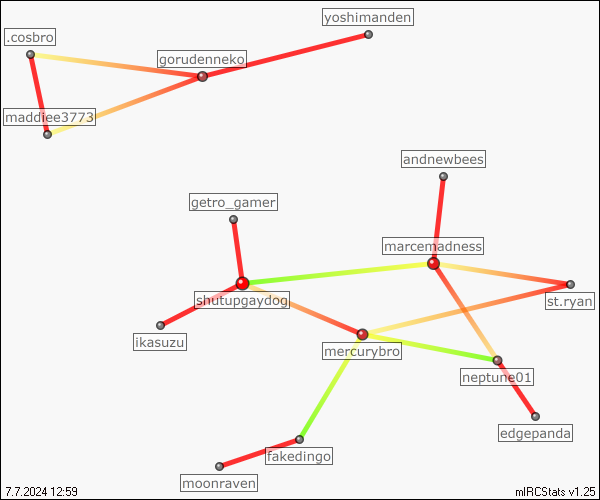 yoshimanden
.cosbro
gorudenneko
maddiee3773
andnewbees
getro_gamer
marcemadness
shutupgaydog
st.ryan
ikasuzu
mercurybro
neptune01
edgepanda
fakedingo
moonraven
7.7.2024 12:59
mIRCStats v1.25